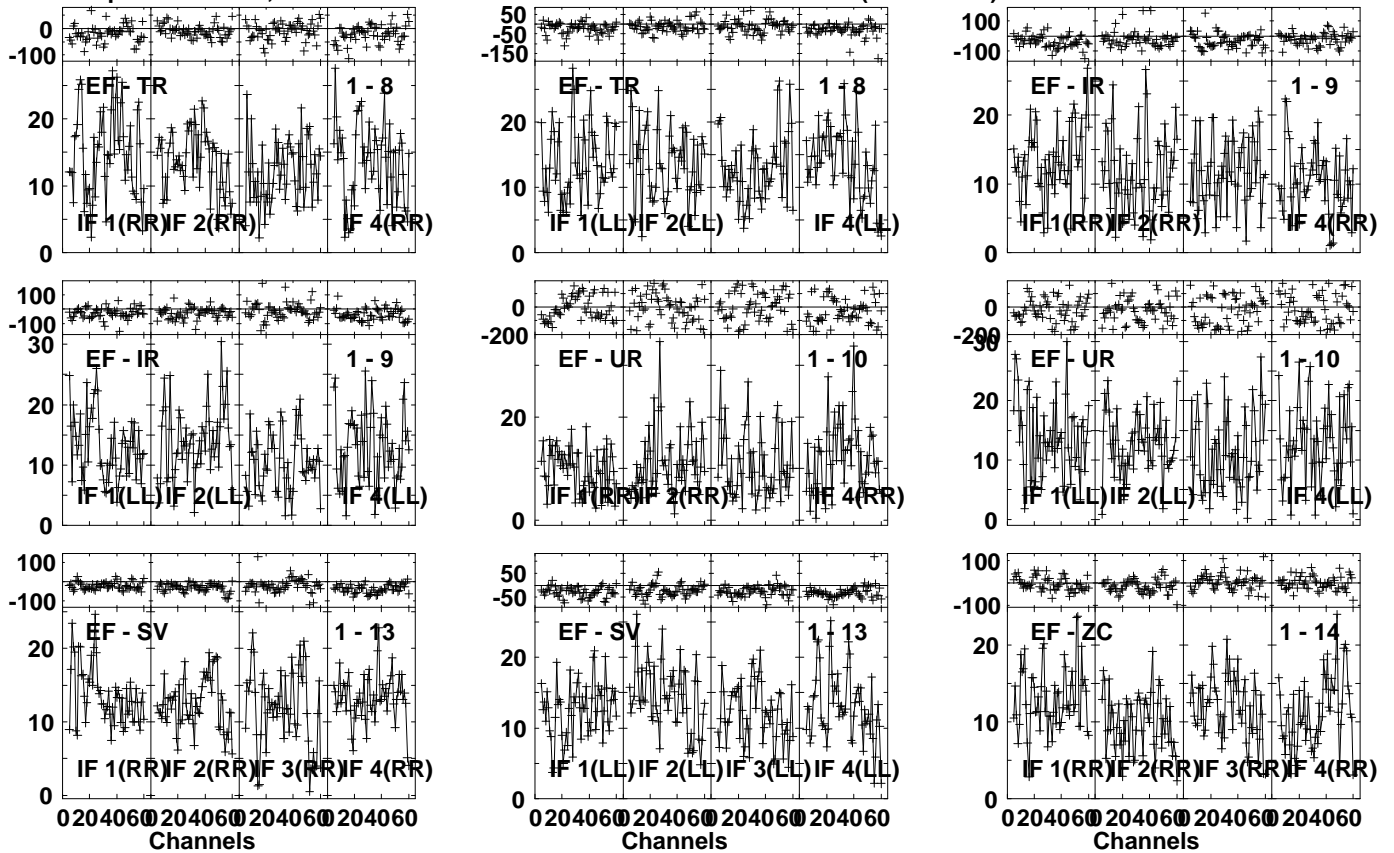 0
-100
EF - TR
1 - 8
20
10
0
IF 1(RR)
IF 2(RR)
IF 4(RR)
50
-50
-150
EF - TR
1 - 8
20
10
0
IF 1(LL)
IF 2(LL)
IF 4(LL)
100
-100
EF - IR
1 - 9
20
10
0
IF 1(RR)
IF 2(RR)
IF 4(RR)
100
-100
30
EF - IR
1 - 9
20
10
0
IF 1(LL)
IF 2(LL)
IF 4(LL)
0
-200
EF - UR
1 - 10
20
0
IF 1(RR)
IF 2(RR)
IF 4(RR)
0
-200
30
EF - UR
1 - 10
20
10
0
IF 1(LL)
IF 2(LL)
IF 4(LL)
100
-100
EF - SV
1 - 13
20
10
0
IF 1(RR)
IF 2(RR)
IF 3(RR)
IF 4(RR)
0 20 40 60 0 20 40 60 0 20 40 60 0 20 40 60
Channels
50
-50
EF - SV
1 - 13
20
10
0
IF 1(LL)
IF 2(LL)
IF 3(LL)
IF 4(LL)
0 20 40 60 0 20 40 60 0 20 40 60 0 20 40 60
Channels
100
-100
EF - ZC
1 - 14
20
10
0
IF 1(RR)
IF 2(RR)
IF 3(RR)
IF 4(RR)
0 20 40 60 0 20 40 60 0 20 40 60 0 20 40 60
Channels